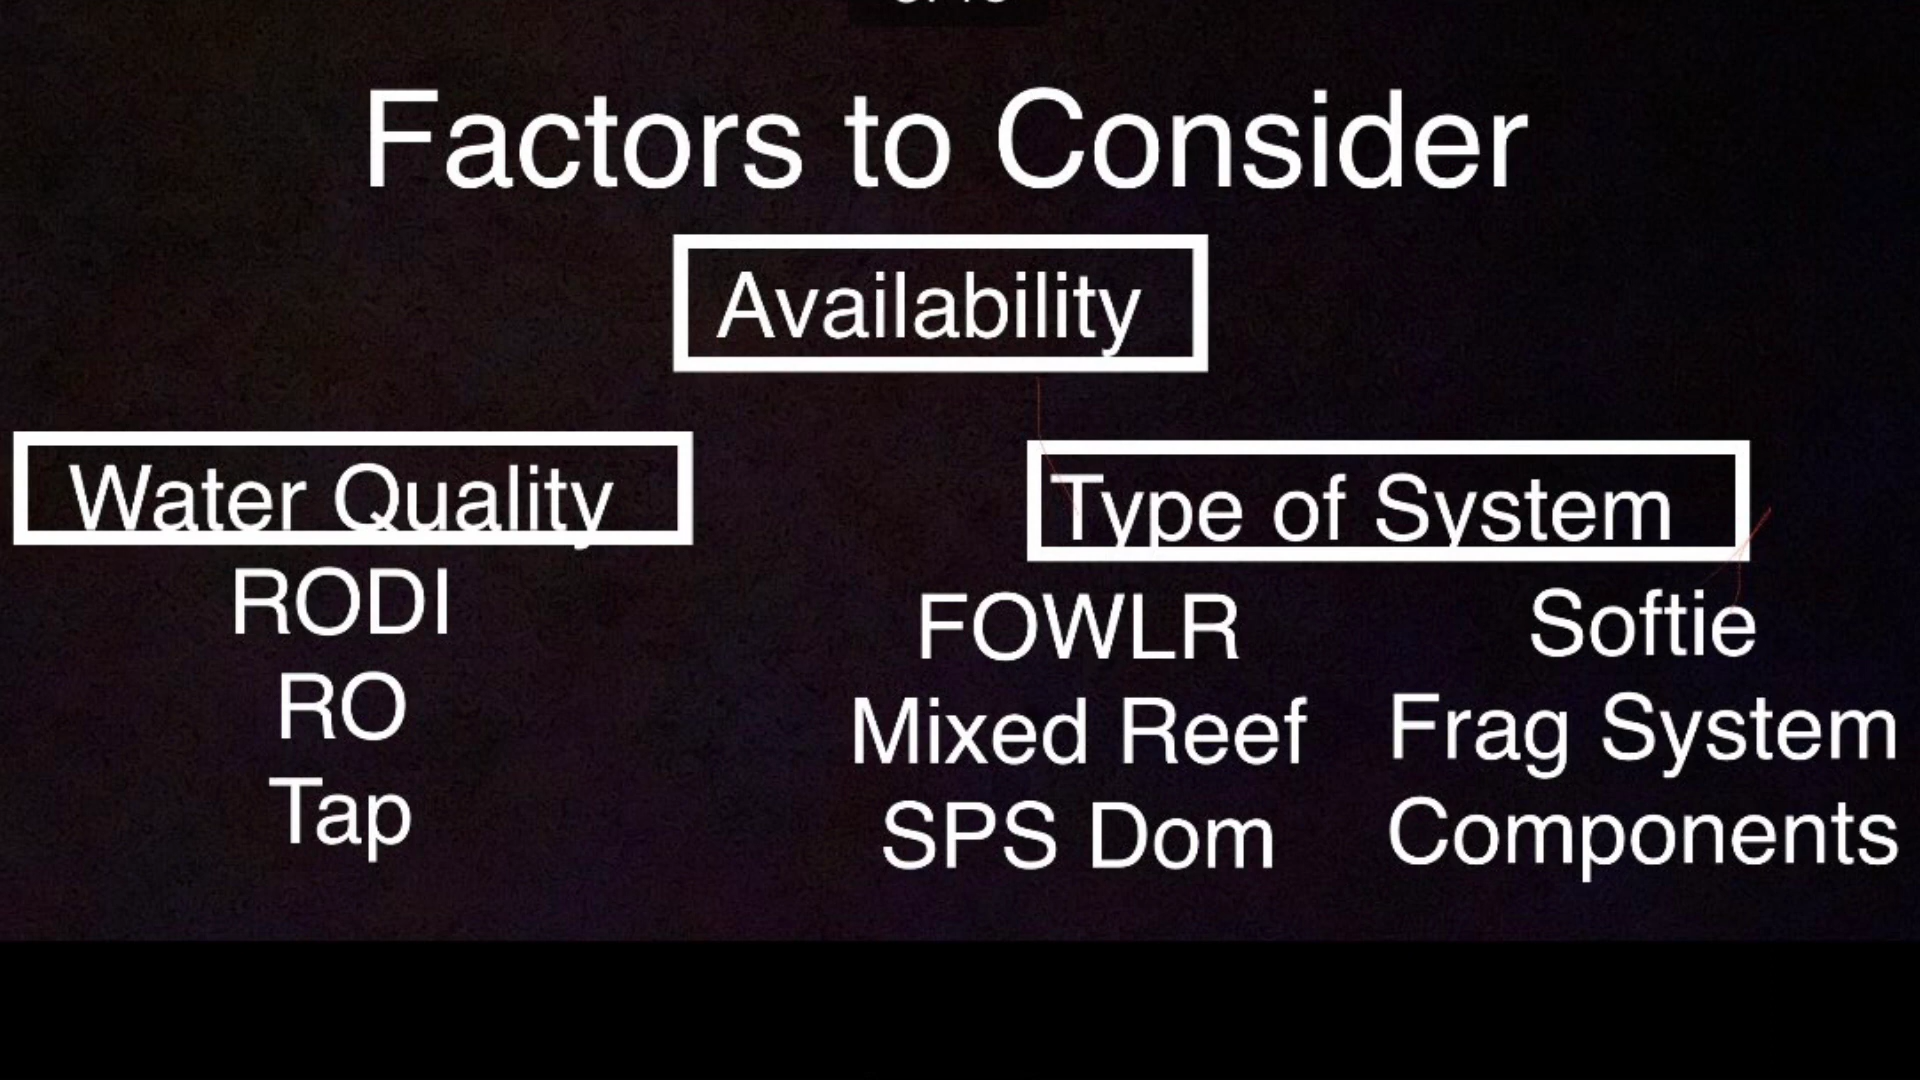 Factors to Consider
Availability
Water Quality
RODI
RO
Tap
Type of System
FOWLR
Mixed Reef
SPS Dom
Softie
Frag System
Components